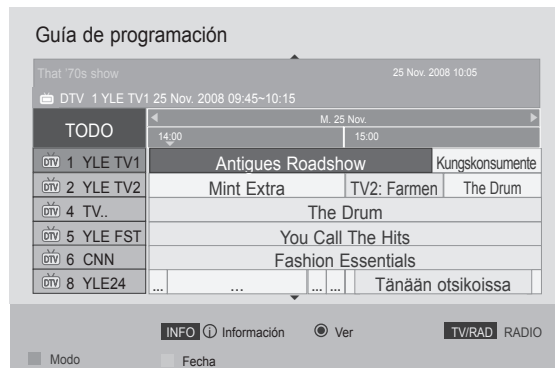 Guía de programación
That '70s show 25 Nov. 2008 10:05
DTV 1 YLE TV1 25 Nov. 2008 09:45~10:15
TODO
M. 25 Nov.
14:00 15:00
DTV 1 YLE TV1 Antigues Roadshow Kungskonsumente
DTV 2 YLE TV2 Mint Extra TV2: Farmen The Drum
DTV 4 TV.. The Drum
DTV 5 YLE FST You Call The Hits
DTV 6 CNN Fashion Essentials
DTV 8 YLE24 ... ... ... ... Tänään otsikoissa
INFO i Información Ver TV/RAD RADIO
Modo Fecha